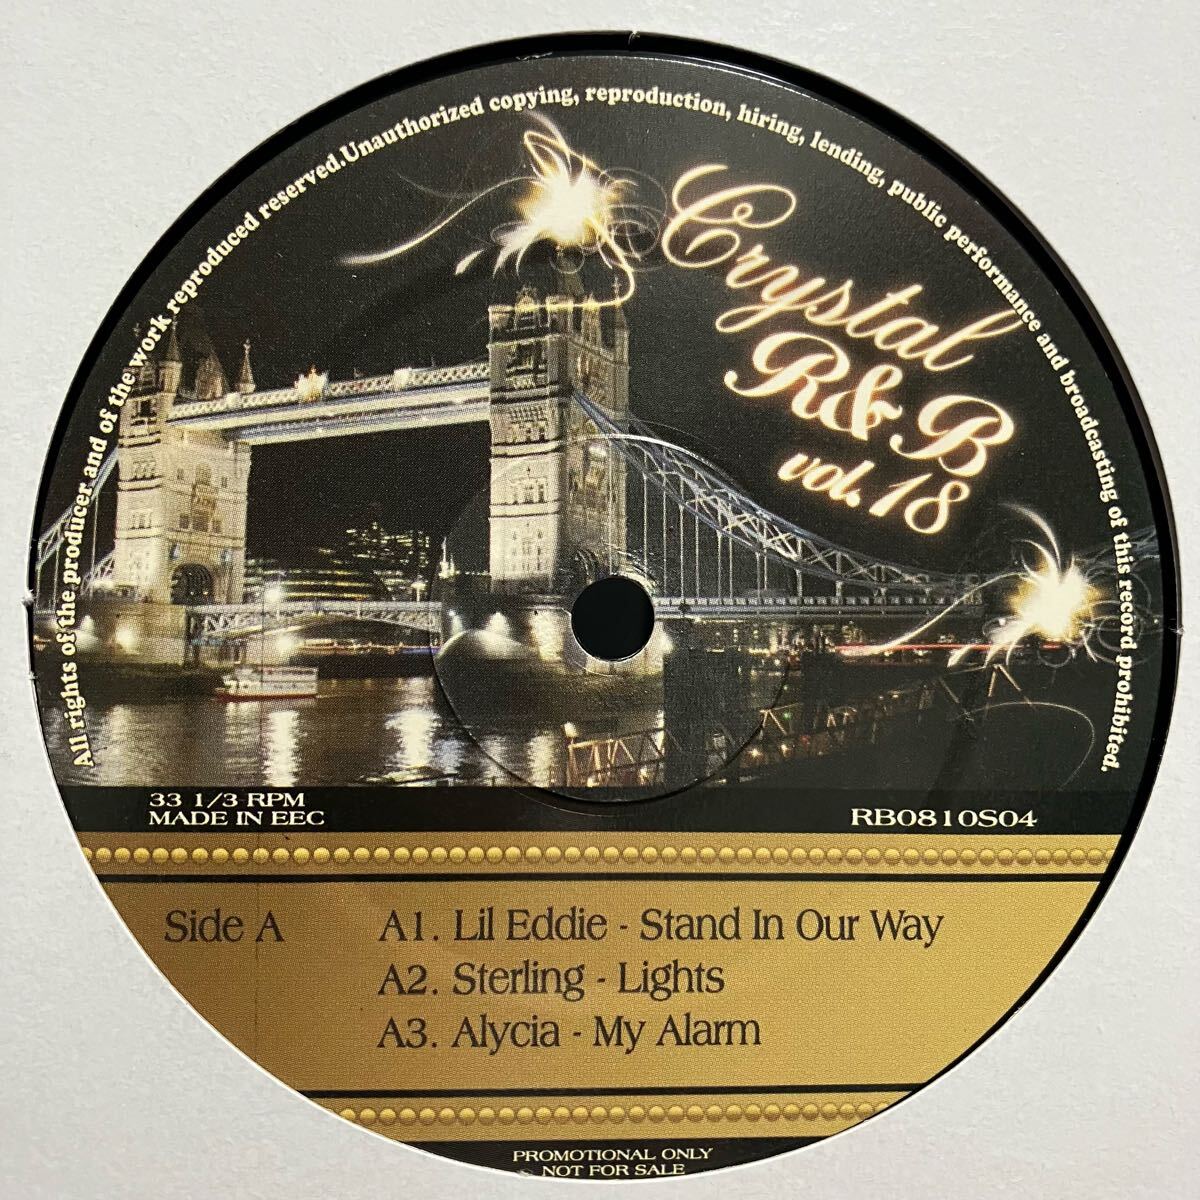 All rights of the producer and of the work reproduced reserved.Unauthorized copying, reproduction, hiring, lending, public performance and broadcasting of this record prohibited.
Crystal
R&B
vol.18
33 1/3 RPM
MADE IN EEC
RB0810S04
Side A
A1. Lil Eddie - Stand In Our Way
A2. Sterling - Lights
A3. Alycia - My Alarm
PROMOTIONAL ONLY
NOT FOR SALE